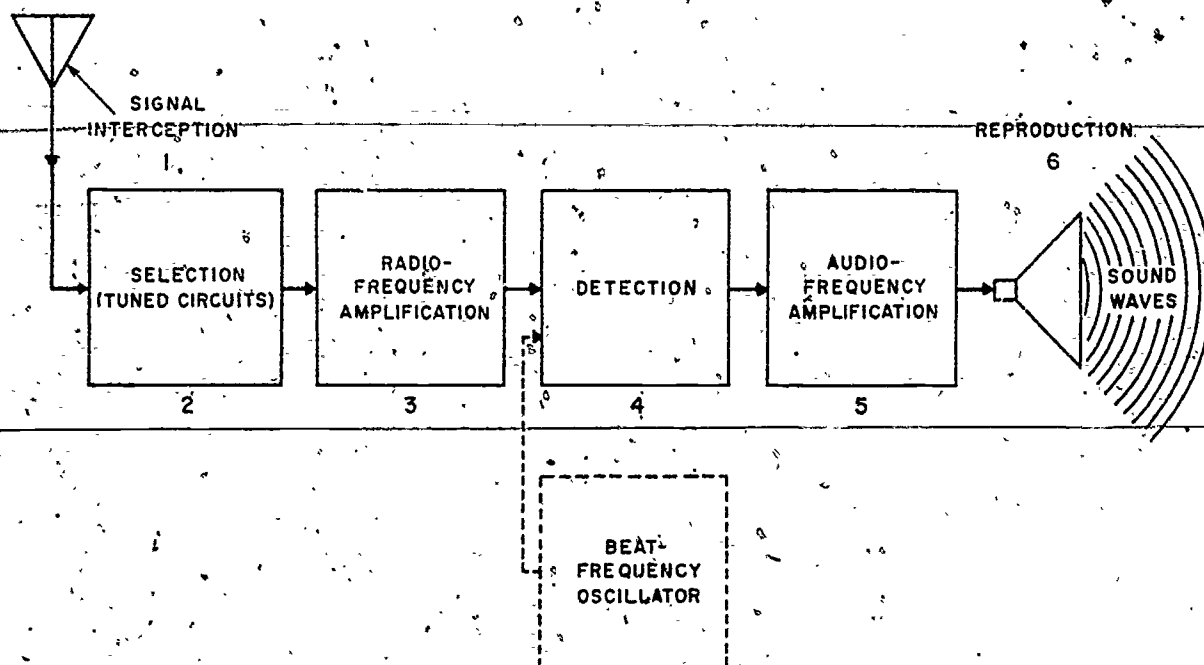 SIGNAL
INTERCEPTION
1
REPRODUCTION
6
SELECTION
(TUNED CIRCUITS)
2
RADIO-
FREQUENCY
AMPLIFICATION
3
DETECTION
4
AUDIO-
FREQUENCY
AMPLIFICATION
5
SOUND
WAVES
BEAT-
FREQUENCY
OSCILLATOR